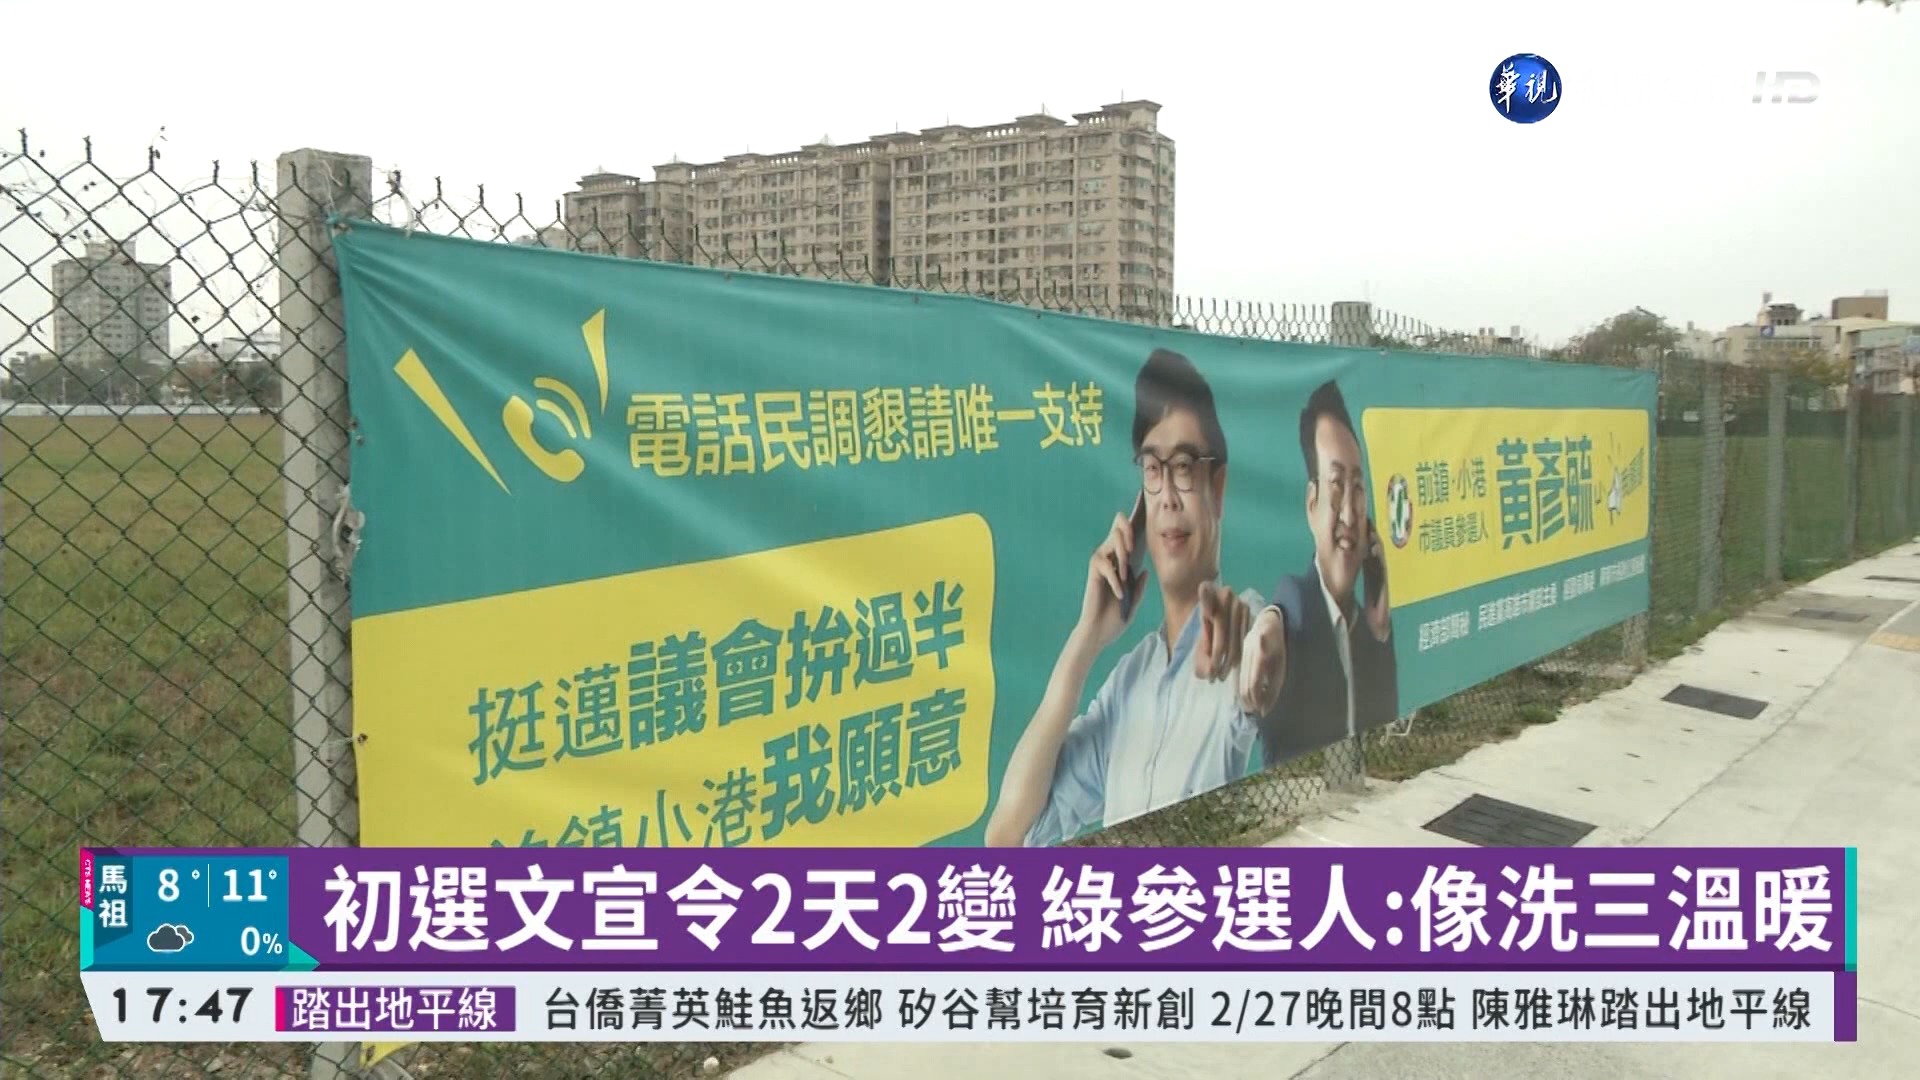 華視
HD
電話民調懇請唯一支持
前鎮·小港
市議員參選人
黃彥毓
挺邁議會拚過半
前鎮小港我願意
馬祖
8° 11°
0%
初選文宣令2天2變 綠參選人:像洗三溫暖
17:47
踏出地平線
台僑菁英鮭魚返鄉 矽谷幫培育新創 2/27晚間8點 陳雅琳踏出地平線